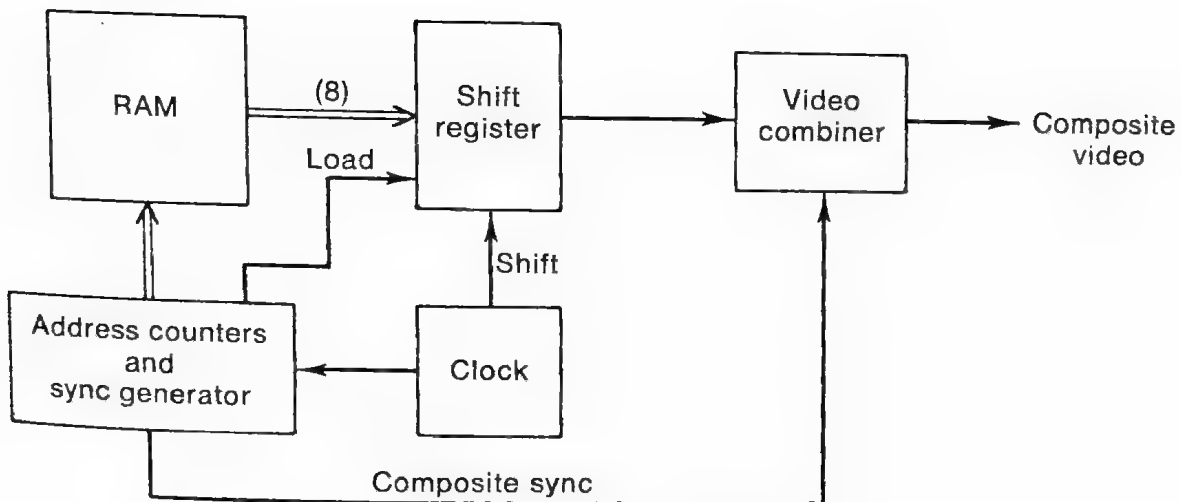 RAM
(8)
Shift
register
Video
combiner
Composite
video
Load
Shift
Address counters
and
sync generator
Clock
Composite sync